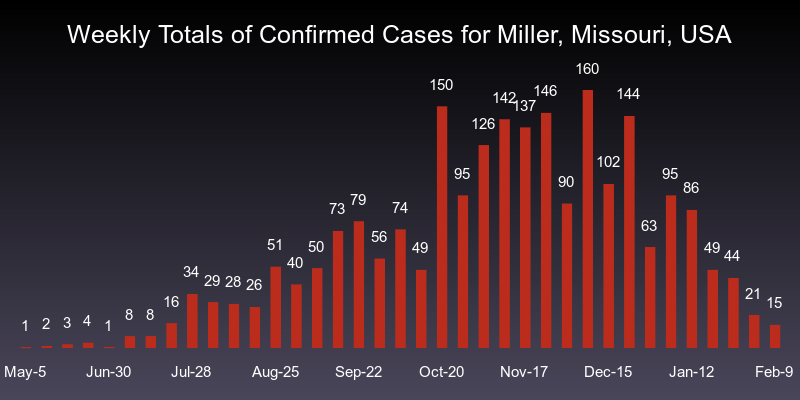 Weekly Totals of Confirmed Cases for Miller, Missouri, USA
1 2 3 4 1 8 8 16 34 29 28 26 51 40 50 73 79 56 74 49 150 95 126 142 137 146 90 160 102 144 63 95 86 49 44 21 15
May-5 Jun-30 Jul-28 Aug-25 Sep-22 Oct-20 Nov-17 Dec-15 Jan-12 Feb-9